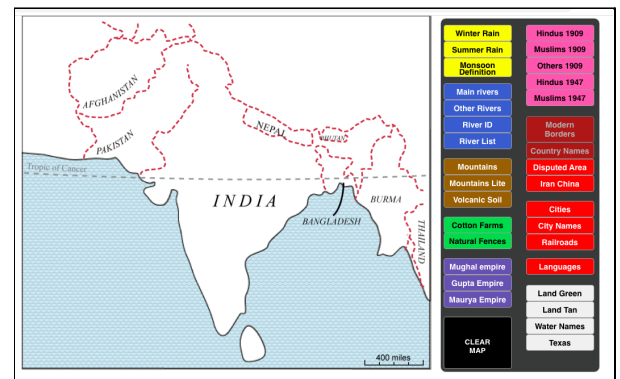 AFGHANISTAN
PAKISTAN
NEPAL
BHUTAN
Tropic of Cancer
INDIA
BANGLADESH
BURMA
THAILAND
400 miles
Winter Rain
Summer Rain
Monsoon
Definition
Main rivers
Other Rivers
River ID
River List
Mountains
Mountains Lite
Volcanic Soil
Cotton Farms
Natural Fences
Mughal empire
Gupta Empire
Maurya Empire
CLEAR
MAP
Hindus 1909
Muslims 1909
Others 1909
Hindus 1947
Muslims 1947
Modern
Borders
Country Names
Disputed Area
Iran China
Cities
City Names
Railroads
Languages
Land Green
Land Tan
Water Names
Texas